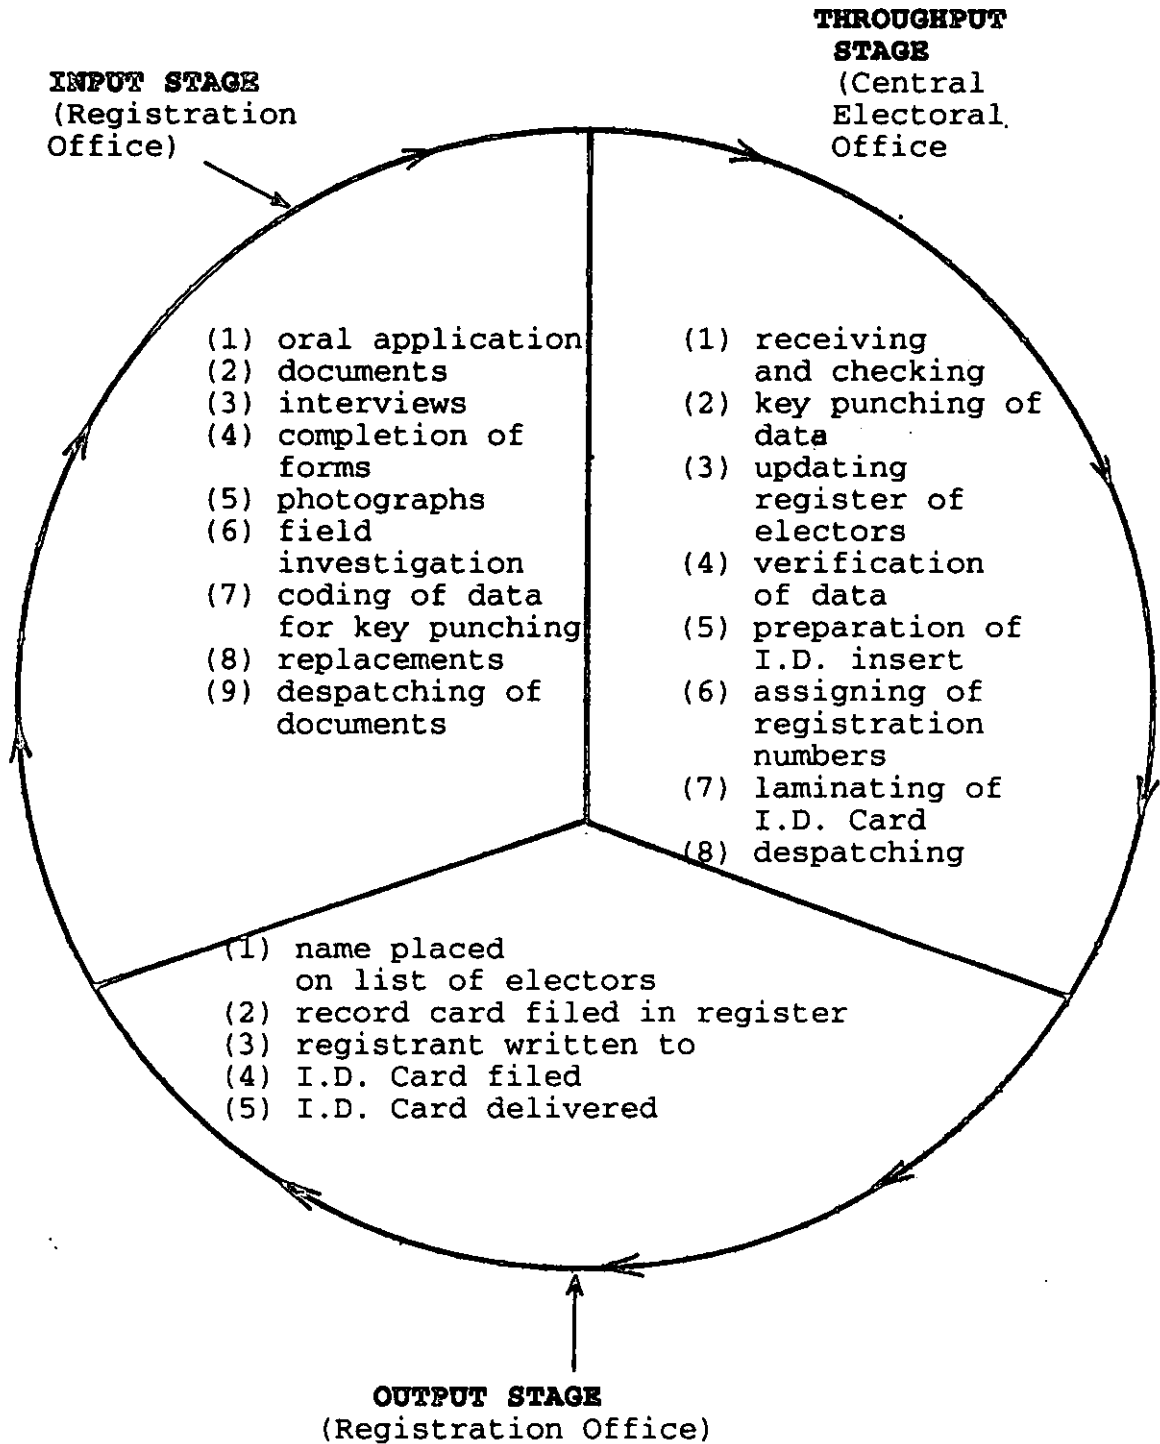 THROUGHPUT
STAGE
(Central
Electoral
Office
INPUT STAGE
(Registration
Office)
(1) oral application
(2) documents
(3) interviews
(4) completion of
forms
(5) photographs
(6) field
investigation
(7) coding of data
for key punching
(8) replacements
(9) despatching of
documents
(1) receiving
and checking
(2) key punching of
data
(3) updating
register of
electors
(4) verification
of data
(5) preparation of
I.D. insert
(6) assigning of
registration
numbers
(7) laminating of
I.D. Card
(8) despatching
(1) name placed
on list of electors
(2) record card filed in register
(3) registrant written to
(4) I.D. Card filed
(5) I.D. Card delivered
OUTPUT STAGE
(Registration Office)